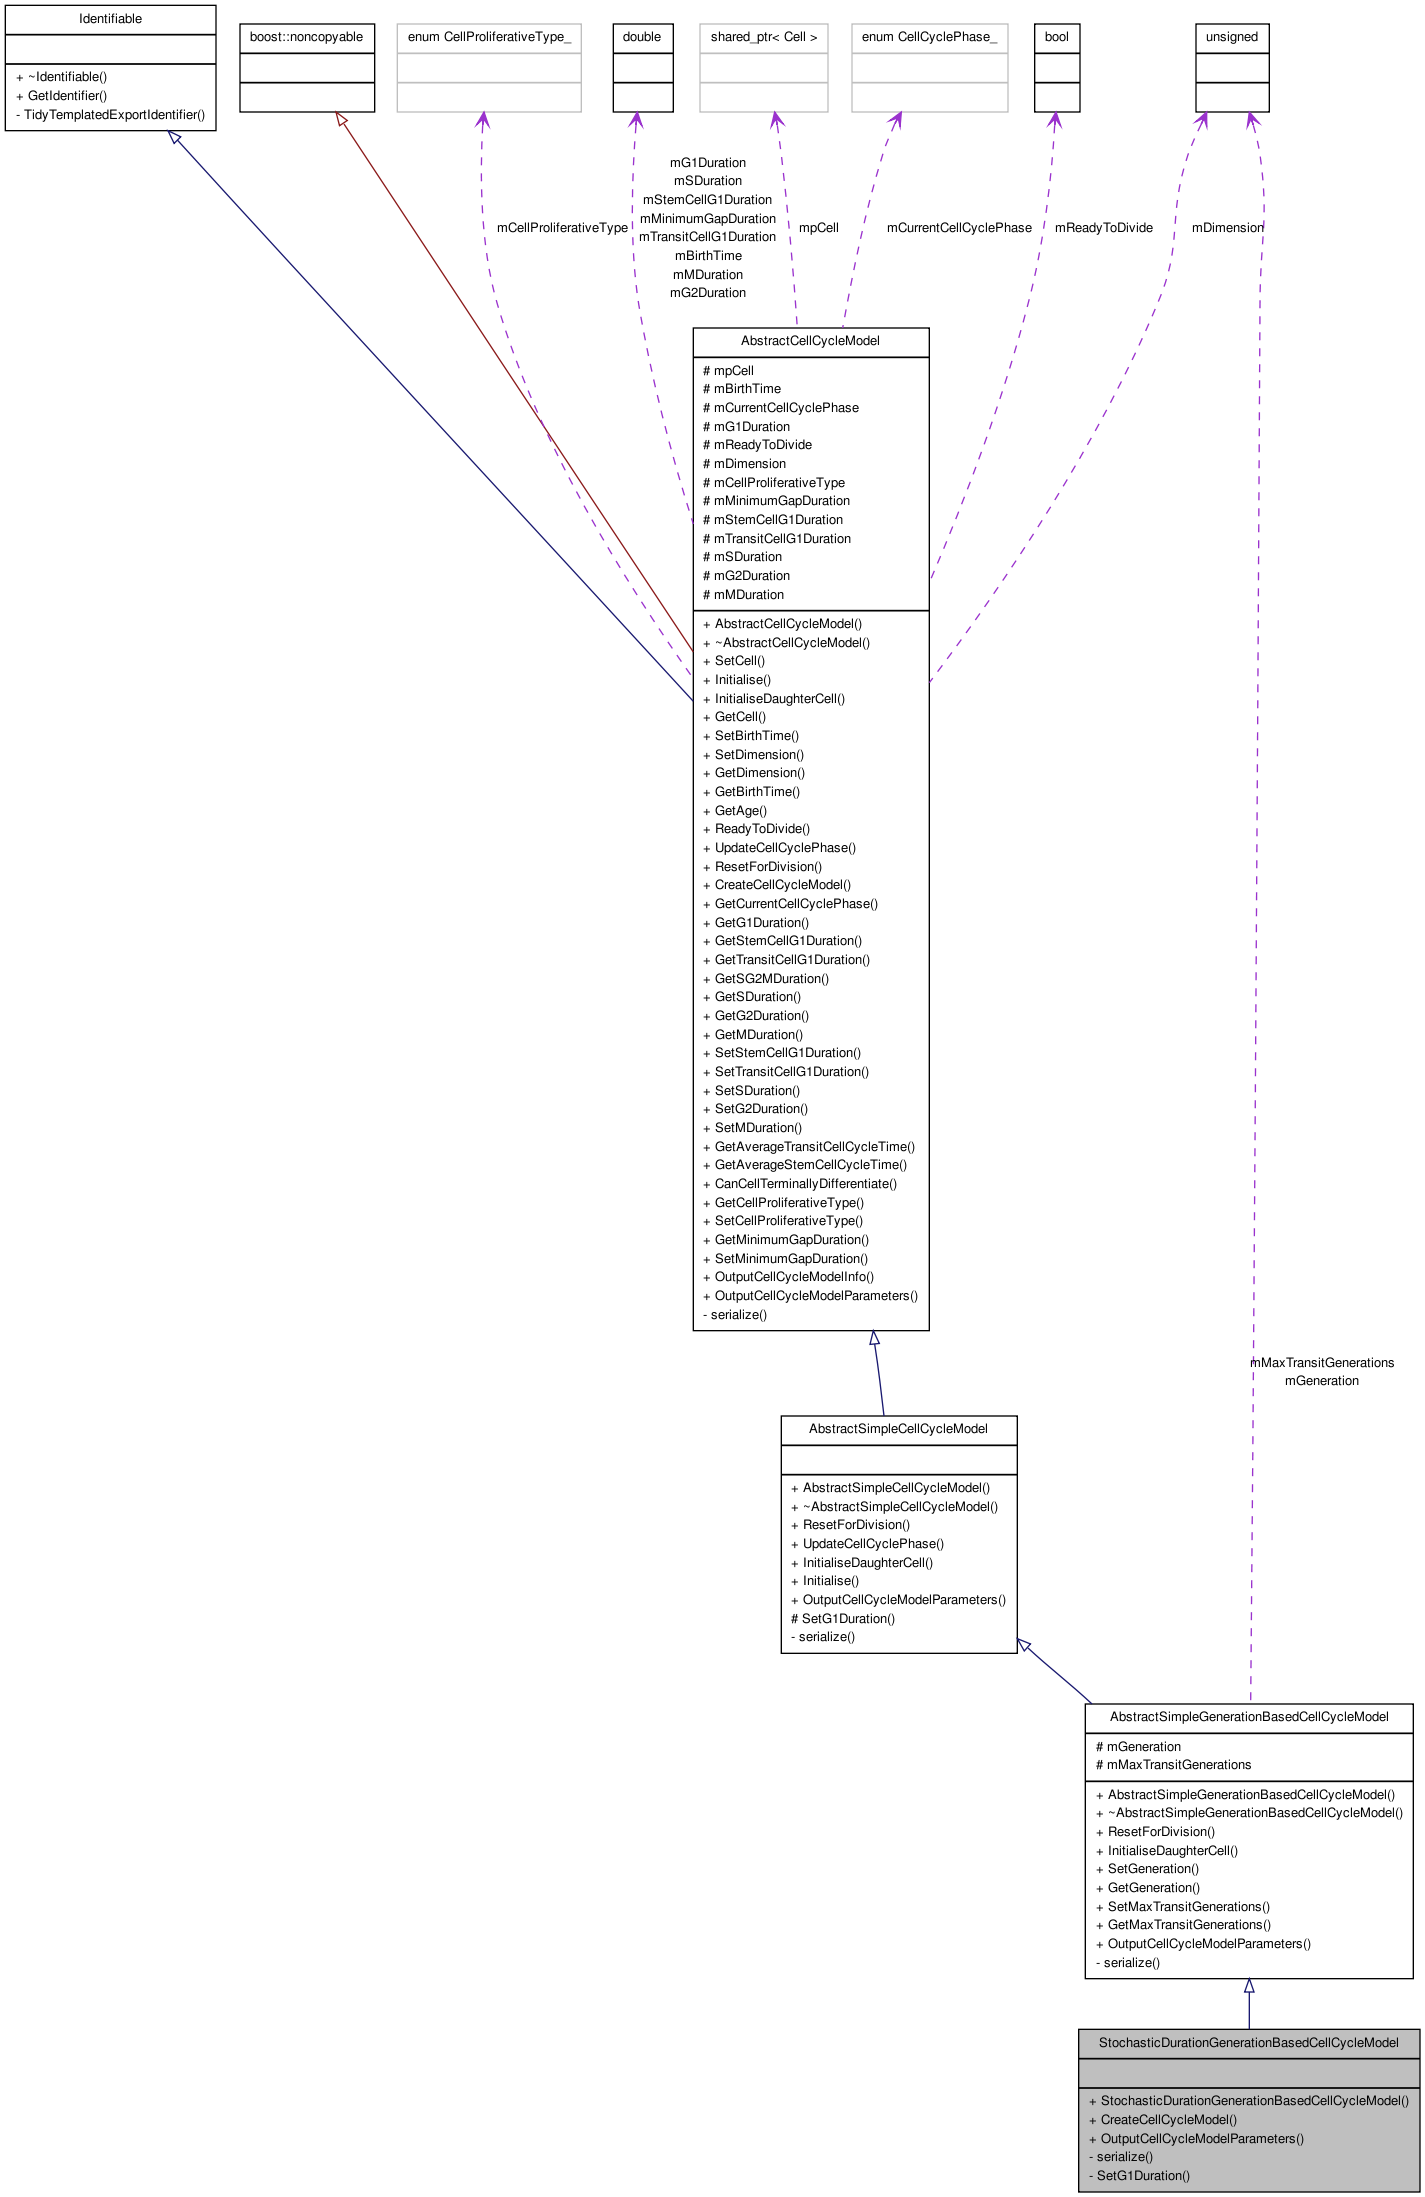 Identifiable
+ ~Identifiable()
+ GetIdentifier()
- TidyTemplatedExportIdentifier()
boost::noncopyable
enum CellProliferativeType_
double
shared_ptr< Cell >
enum CellCyclePhase_
bool
unsigned
mCellProliferativeType
mG1Duration
mSDuration
mStemCellG1Duration
mMinimumGapDuration
mTransitCellG1Duration
mBirthTime
mMDuration
mG2Duration
mpCell
mCurrentCellCyclePhase
mReadyToDivide
mDimension
AbstractCellCycleModel
# mpCell
# mBirthTime
# mCurrentCellCyclePhase
# mG1Duration
# mReadyToDivide
# mDimension
# mCellProliferativeType
# mMinimumGapDuration
# mStemCellG1Duration
# mTransitCellG1Duration
# mSDuration
# mG2Duration
# mMDuration
+ AbstractCellCycleModel()
+ ~AbstractCellCycleModel()
+ SetCell()
+ Initialise()
+ InitialiseDaughterCell()
+ GetCell()
+ SetBirthTime()
+ SetDimension()
+ GetDimension()
+ GetBirthTime()
+ GetAge()
+ ReadyToDivide()
+ UpdateCellCyclePhase()
+ ResetForDivision()
+ CreateCellCycleModel()
+ GetCurrentCellCyclePhase()
+ GetG1Duration()
+ GetStemCellG1Duration()
+ GetTransitCellG1Duration()
+ GetSG2MDuration()
+ GetSDuration()
+ GetG2Duration()
+ GetMDuration()
+ SetStemCellG1Duration()
+ SetTransitCellG1Duration()
+ SetSDuration()
+ SetG2Duration()
+ SetMDuration()
+ GetAverageTransitCellCycleTime()
+ GetAverageStemCellCycleTime()
+ CanCellTerminallyDifferentiate()
+ GetCellProliferativeType()
+ SetCellProliferativeType()
+ GetMinimumGapDuration()
+ SetMinimumGapDuration()
+ OutputCellCycleModelInfo()
+ OutputCellCycleModelParameters()
- serialize()
mMaxTransitGenerations
mGeneration
AbstractSimpleCellCycleModel
+ AbstractSimpleCellCycleModel()
+ ~AbstractSimpleCellCycleModel()
+ ResetForDivision()
+ UpdateCellCyclePhase()
+ InitialiseDaughterCell()
+ Initialise()
+ OutputCellCycleModelParameters()
# SetG1Duration()
- serialize()
AbstractSimpleGenerationBasedCellCycleModel
# mGeneration
# mMaxTransitGenerations
+ AbstractSimpleGenerationBasedCellCycleModel()
+ ~AbstractSimpleGenerationBasedCellCycleModel()
+ ResetForDivision()
+ InitialiseDaughterCell()
+ SetGeneration()
+ GetGeneration()
+ SetMaxTransitGenerations()
+ GetMaxTransitGenerations()
+ OutputCellCycleModelParameters()
- serialize()
StochasticDurationGenerationBasedCellCycleModel
+ StochasticDurationGenerationBasedCellCycleModel()
+ CreateCellCycleModel()
+ OutputCellCycleModelParameters()
- serialize()
- SetG1Duration()